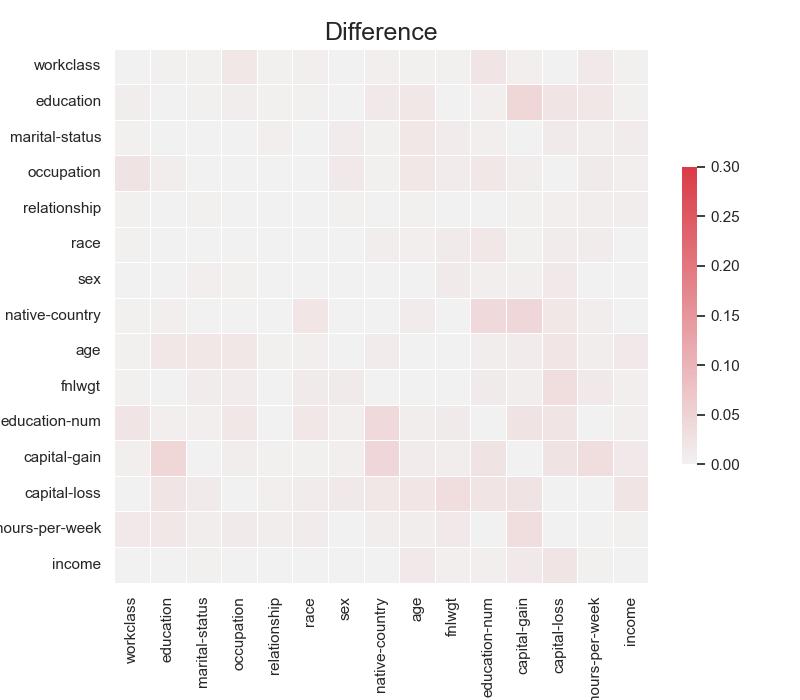 Difference
workclass
education
marital-status
occupation
relationship
race
sex
native-country
age
fnlwgt
education-num
capital-gain
capital-loss
hours-per-week
income
0.30
0.25
0.20
0.15
0.10
0.05
0.00
workclass
education
marital-status
occupation
relationship
race
sex
native-country
age
fnlwgt
education-num
capital-gain
capital-loss
hours-per-week
income